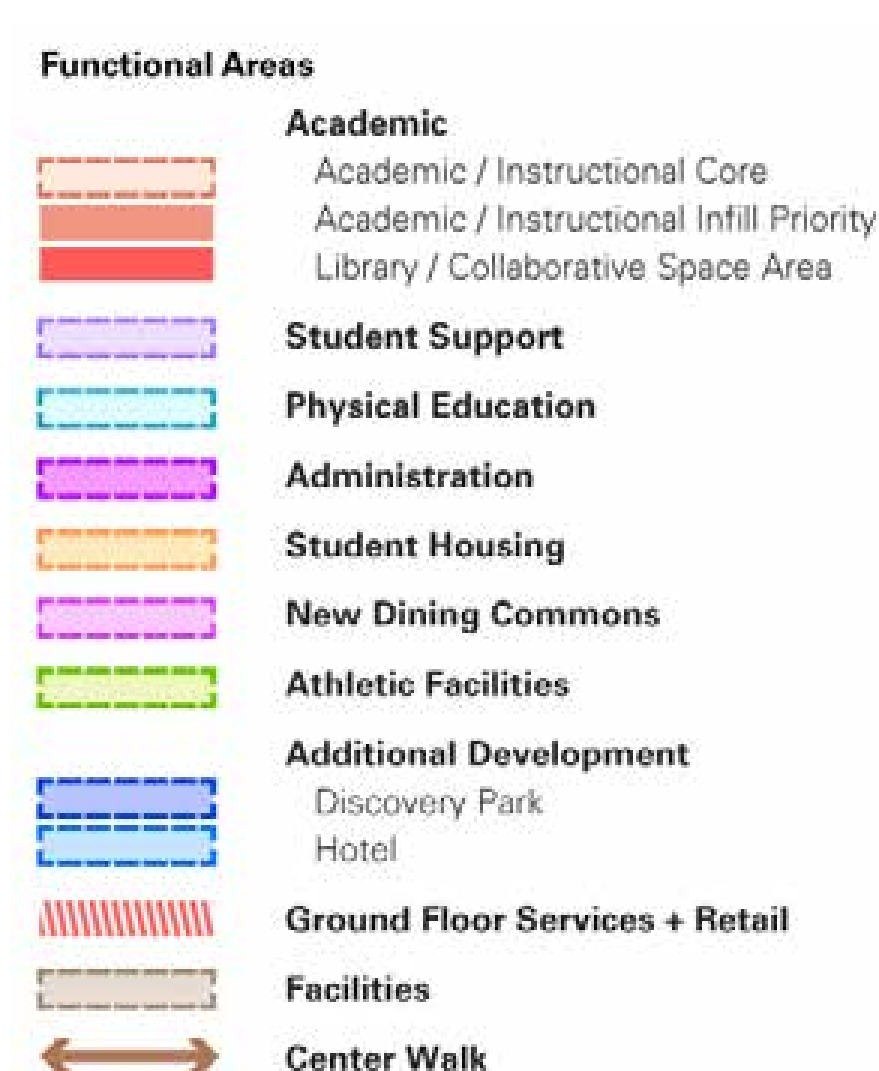 Functional Areas
Academic
Academic / Instructional Core
Academic / Instructional Infill Priority
Library / Collaborative Space Area
Student Support
Physical Education
Administration
Student Housing
New Dining Commons
Athletic Facilities
Additional Development
Discovery Park
Hotel
Ground Floor Services + Retail
Facilities
Center Walk